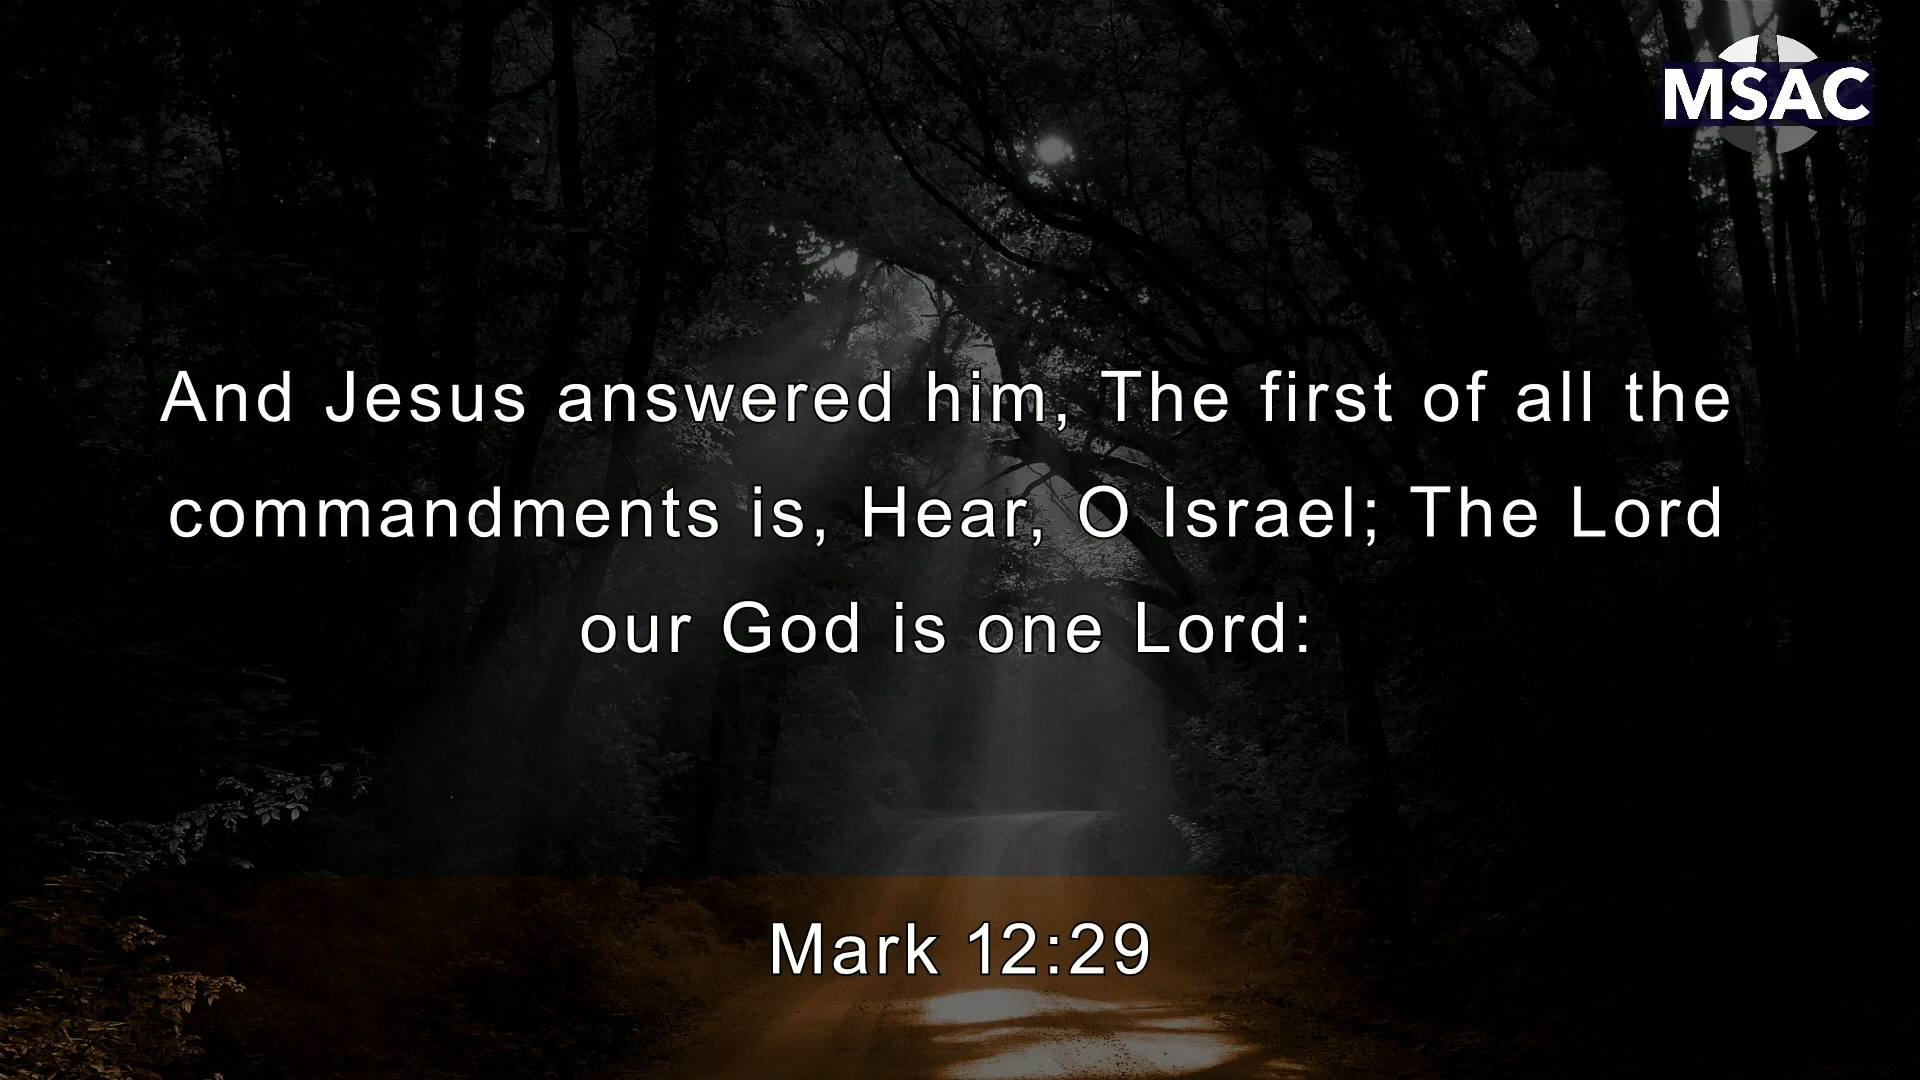 MSAC
And Jesus answered him, The first of all the
commandments is, Hear, O Israel; The Lord
our God is one Lord:
Mark 12:29